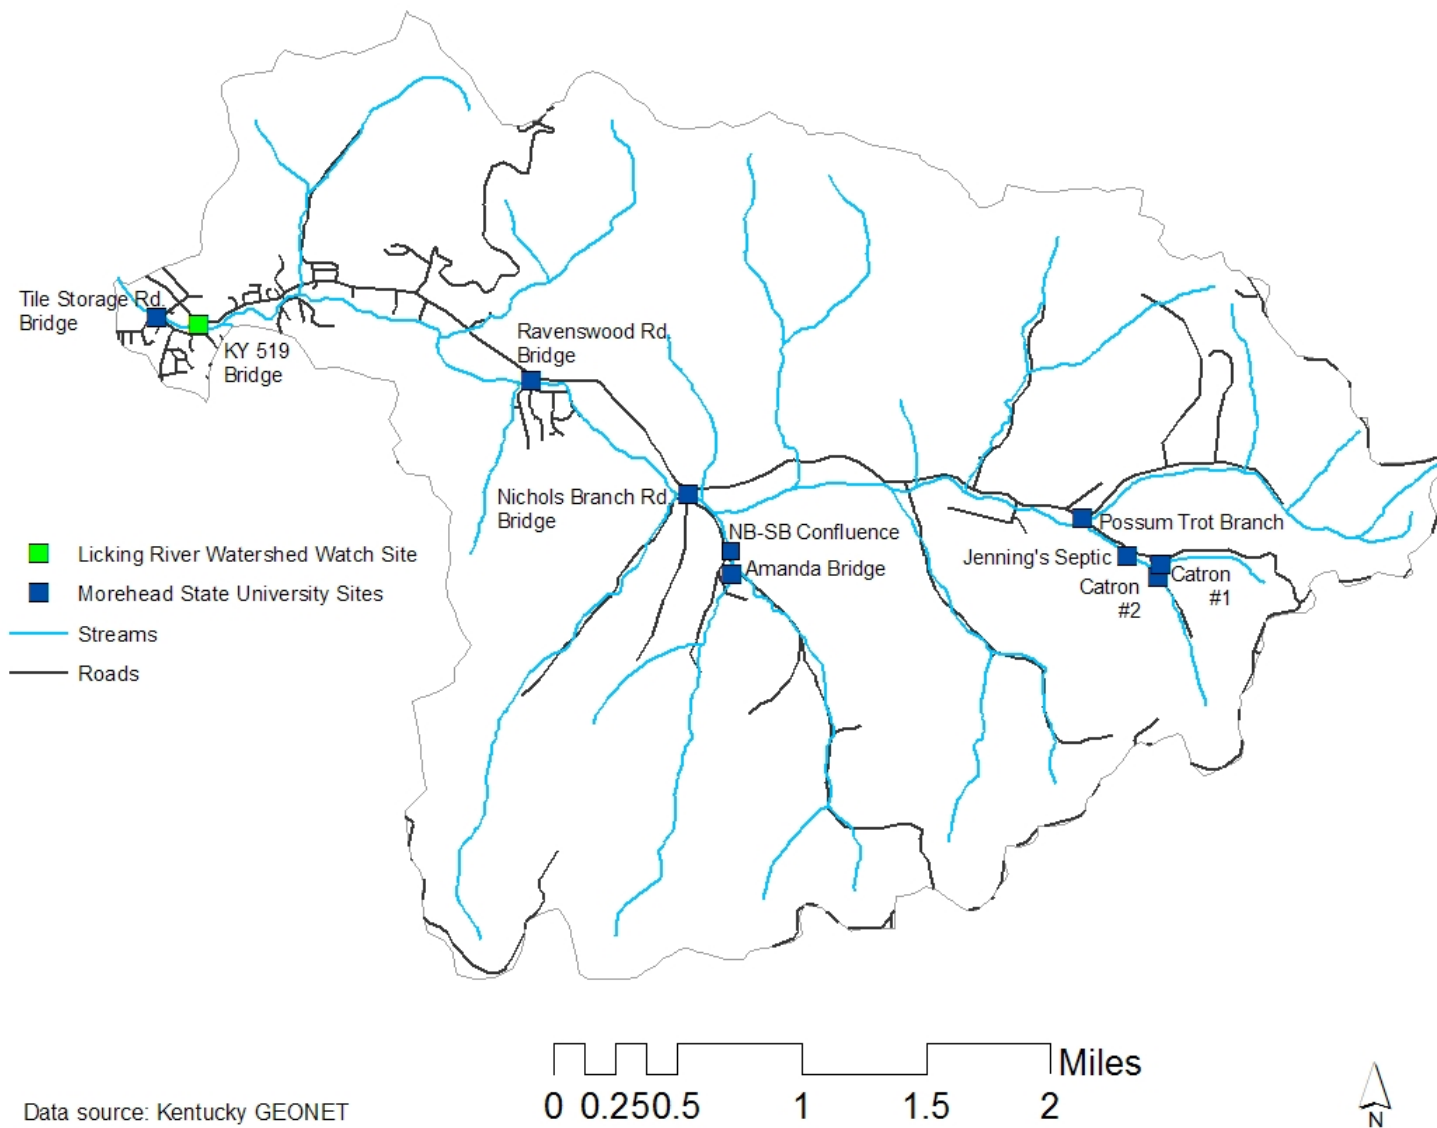 Tile Storage Rd.
Bridge
KY 519
Bridge
Ravenswood Rd
Bridge
Nichols Branch Rd
Bridge
NB-SB Confluence
Amanda Bridge
Possum Trot Branch
Jenning's Septic
Catron
#1
Catron
#2
Licking River Watershed Watch Site
Morehead State University Sites
Streams
Roads
Miles
0 0.250.5 1 1.5 2
Data source: Kentucky GEONET
N